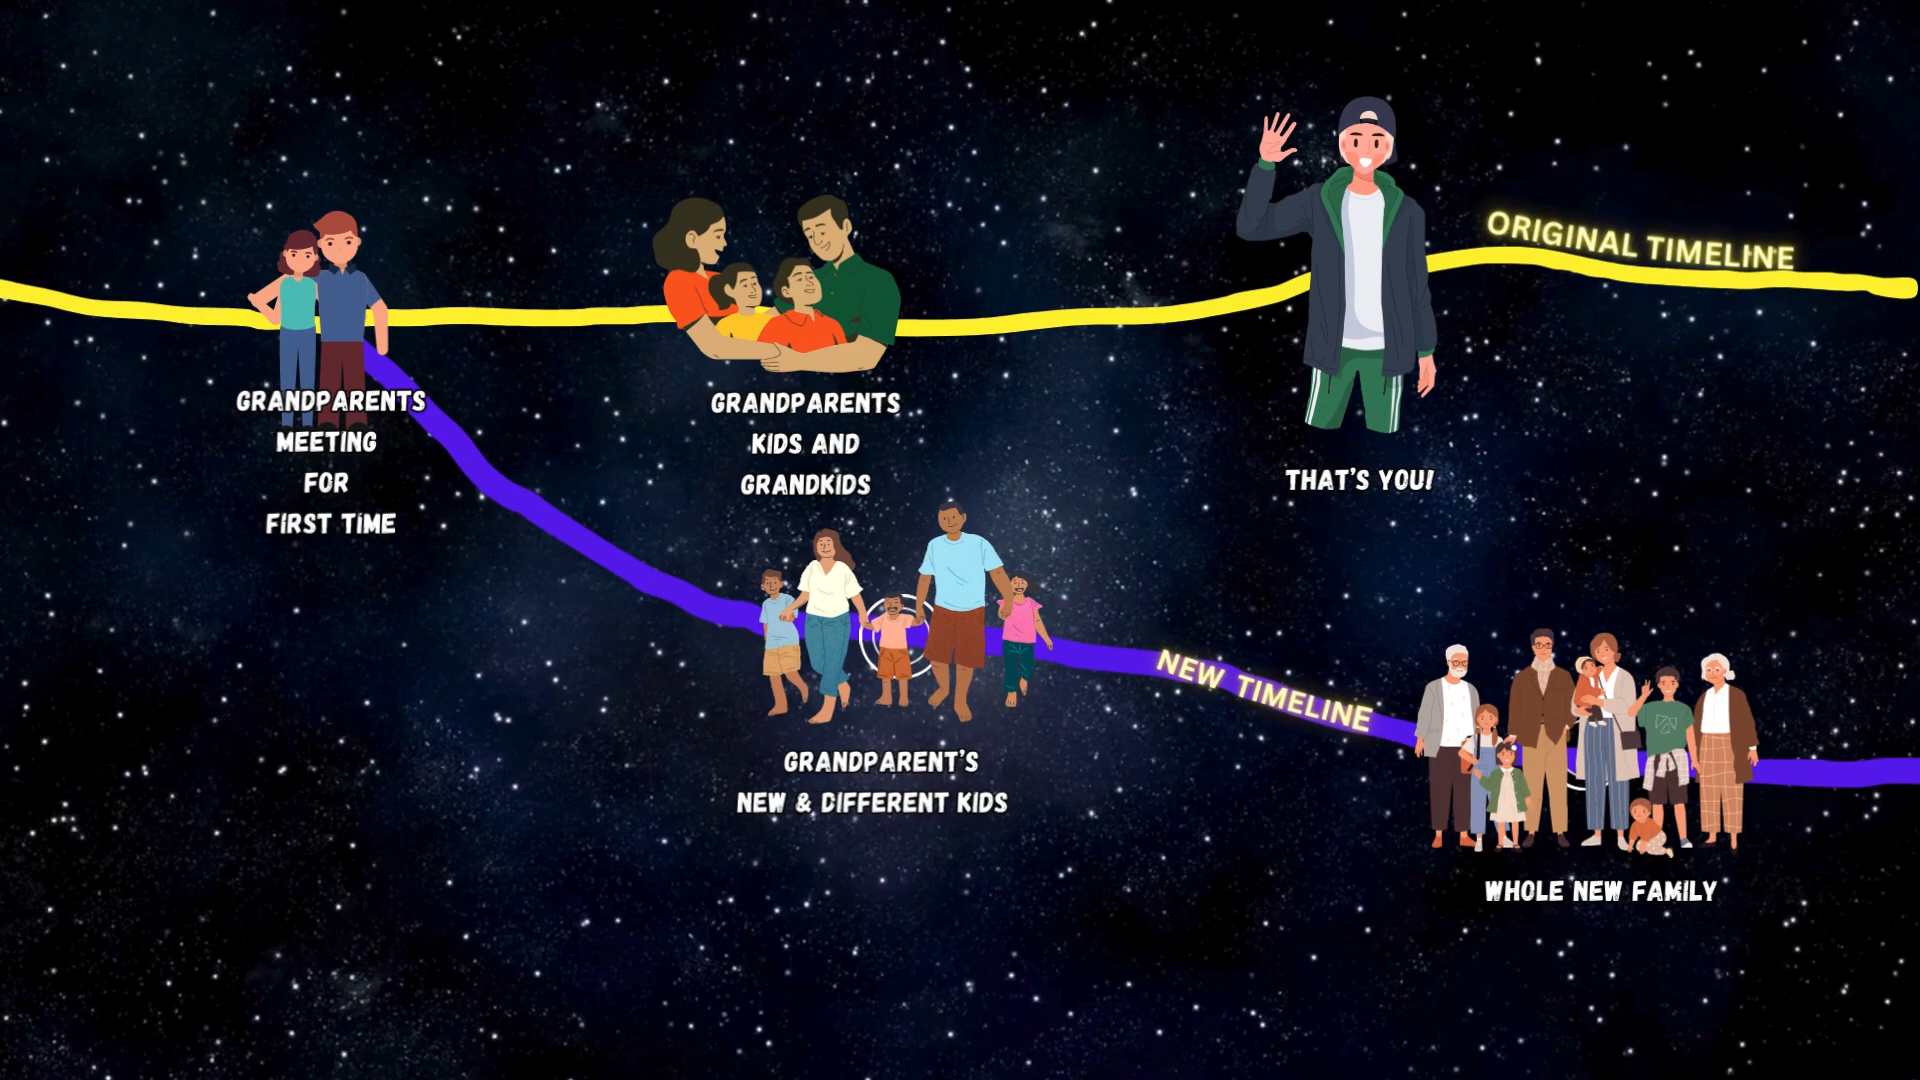 ORIGINAL TIMELINE
GRANDPARENTS
MEETING
FOR
FIRST TIME
GRANDPARENTS
KIDS AND
GRANDKIDS
THAT'S YOU!
NEW TIMELINE
GRANDPARENT'S
NEW & DIFFERENT KIDS
WHOLE NEW FAMILY